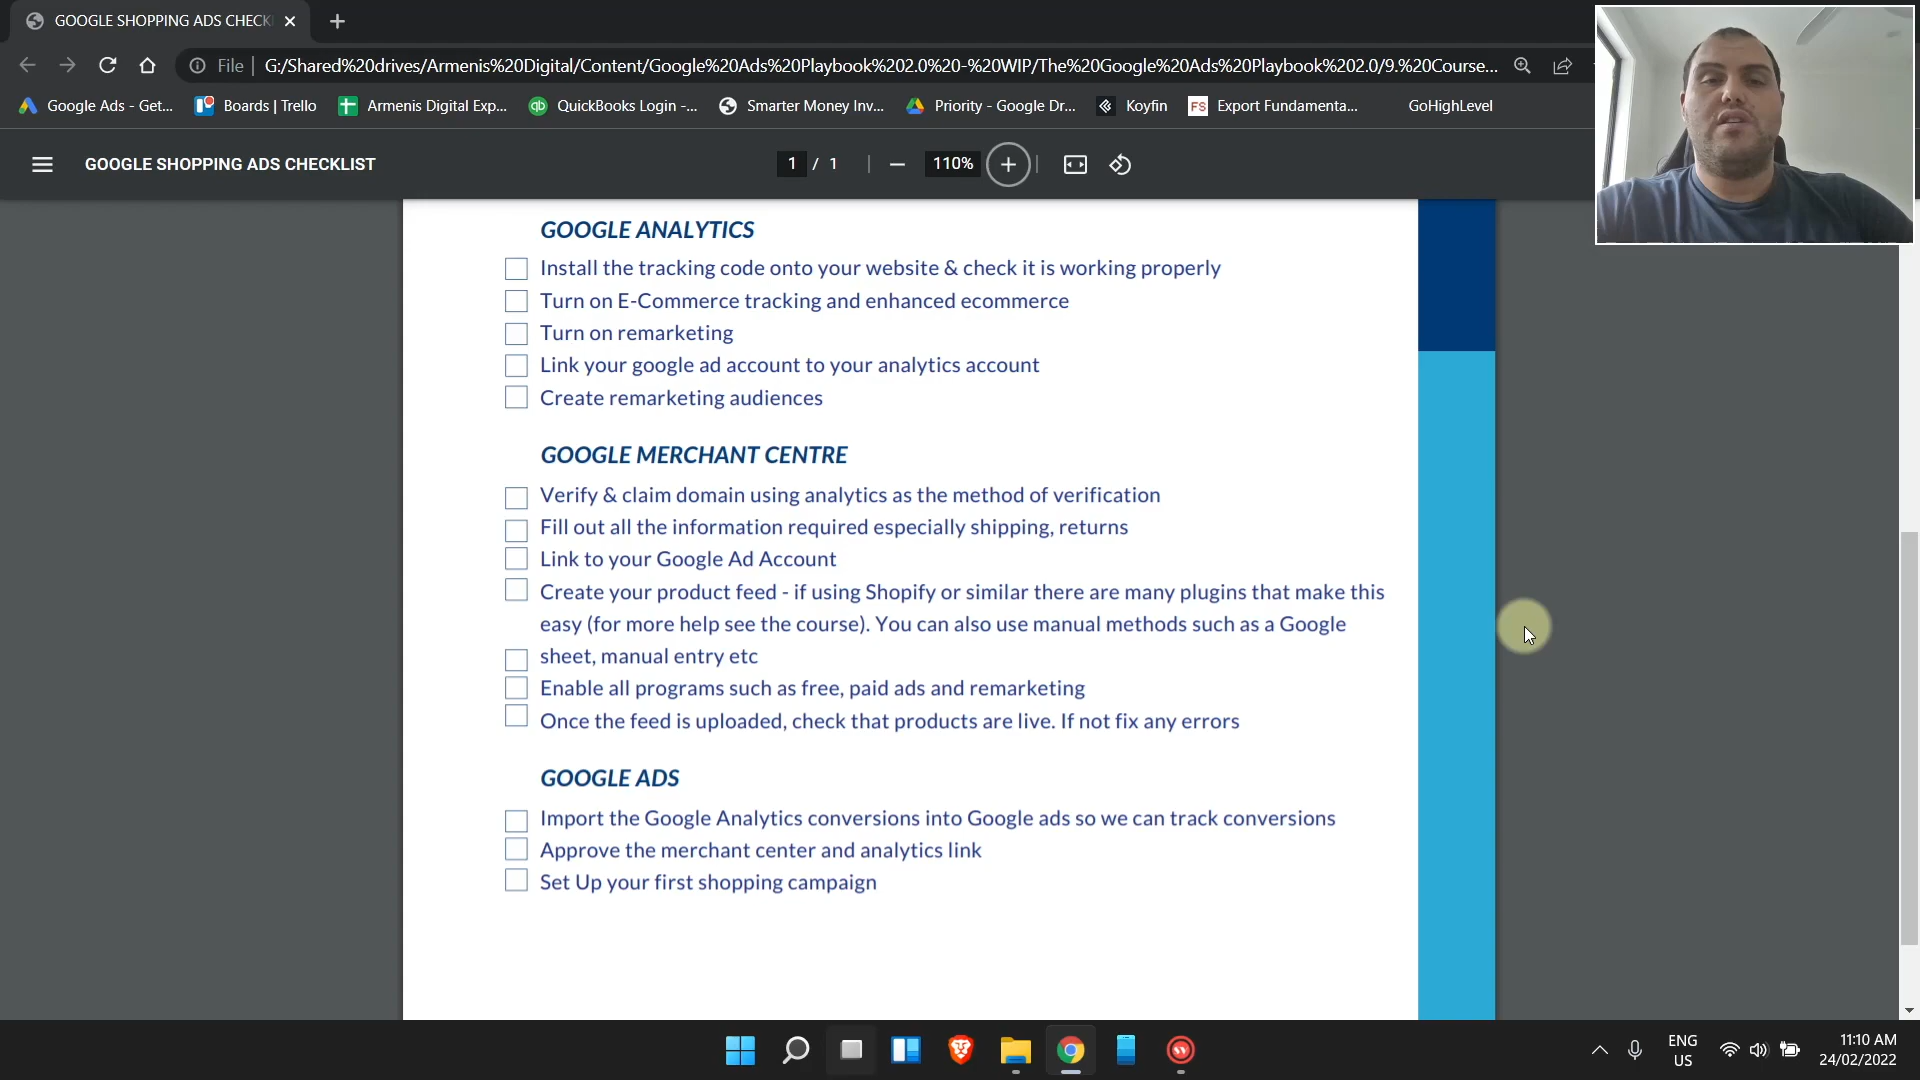 GOOGLE SHOPPING ADS CHECK
File
G:/Shared%20drives/Armenis%20Digital/Content/Google%20Ads%20Playbook%202.0%20-%20WIP/The%20Google%20Ads%20Playbook%202.0/9.%20Course...
Google Ads - Get...
Boards | Trello
Armenis Digital Exp...
QuickBooks Login -...
Smarter Money Inv...
Priority - Google Dr...
Koyfin
FS
Export Fundamenta...
GoHighLevel
GOOGLE SHOPPING ADS CHECKLIST
1 / 1
110%
GOOGLE ANALYTICS
Install the tracking code onto your website & check it is working properly
Turn on E-Commerce tracking and enhanced ecommerce
Turn on remarketing
Link your google ad account to your analytics account
Create remarketing audiences
GOOGLE MERCHANT CENTRE
Verify & claim domain using analytics as the method of verification
Fill out all the information required especially shipping, returns
Link to your Google Ad Account
Create your product feed - if using Shopify or similar there are many plugins that make this
easy (for more help see the course). You can also use manual methods such as a Google
sheet, manual entry etc
Enable all programs such as free, paid ads and remarketing
Once the feed is uploaded, check that products are live. If not fix any errors
GOOGLE ADS
Import the Google Analytics conversions into Google ads so we can track conversions
Approve the merchant center and analytics link
Set Up your first shopping campaign
ENG
US
11:10 AM
24/02/2022